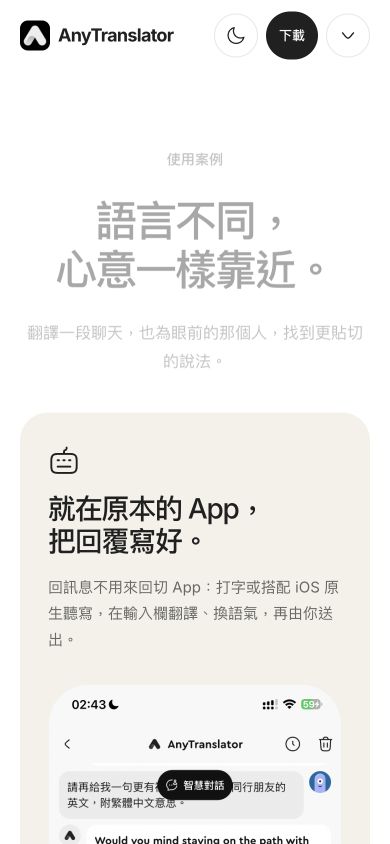 AnyTranslator
下載
使用案例
語言不同，
心意一樣靠近。
翻譯一段聊天，也為眼前的那個人，找到更貼切
的說法。
就在原本的 App，
把回覆寫好。
回訊息不用來回切 App：打字或搭配 iOS 原
生聽寫，在輸入欄翻譯、換語氣，再由你送
出。
02:43
59
AnyTranslator
智慧對話
請再給我一句更有 同行朋友的
英文，附繁體中文意思。
Would you mind staying on the path with